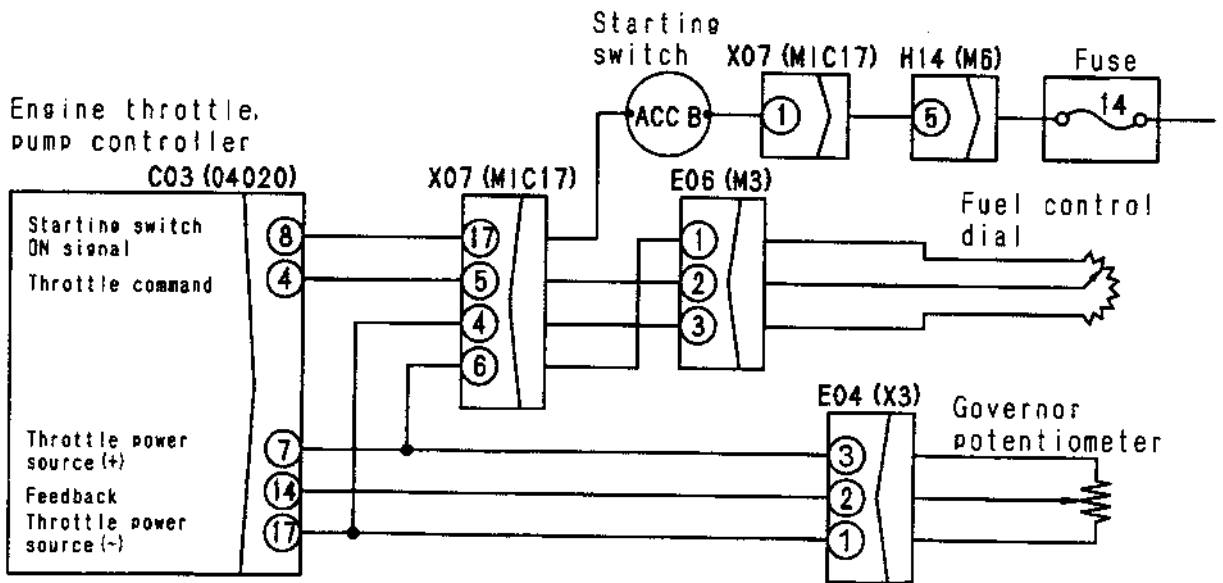 Starting
switch
X07 (MIC17)
H14 (M6)
Fuse
ACC B
1
5
14
Engine throttle,
pump controller
C03 (04020)
X07 (MIC17)
E06 (M3)
Fuel control
dial
Starting switch
ON signal
8
17
1
Throttle command
4
5
2
4
3
6
E04 (X3)
Governor
potentiometer
Throttle power
source (+)
7
3
Feedback
14
2
Throttle power
source (-)
17
1